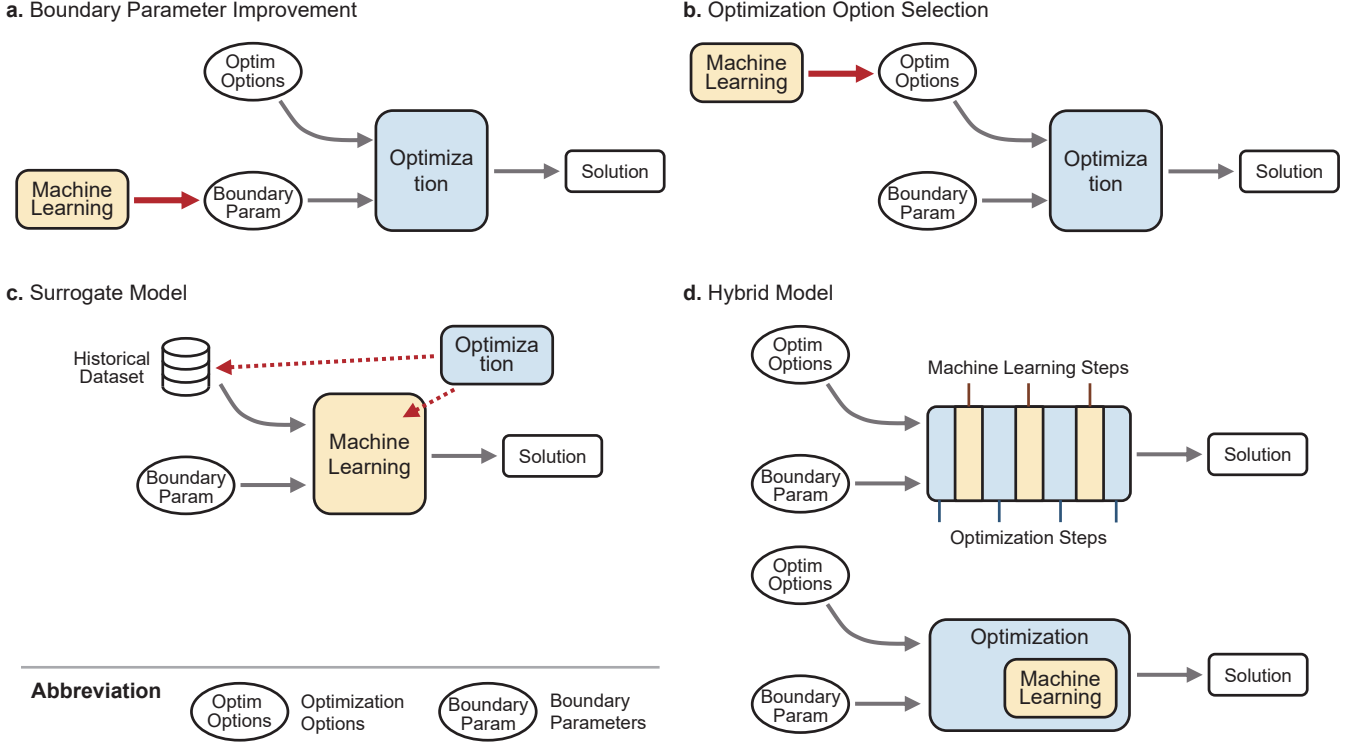 a. Boundary Parameter Improvement
Optim
Options
Machine
Learning
Boundary
Param
Optimiza
tion
Solution
b. Optimization Option Selection
Machine
Learning
Optim
Options
Boundary
Param
Optimiza
tion
Solution
c. Surrogate Model
Historical
Dataset
Optimiza
tion
Boundary
Param
Machine
Learning
Solution
d. Hybrid Model
Optim
Options
Boundary
Param
Machine Learning Steps
Optimization Steps
Solution
Optim
Options
Boundary
Param
Optimization
Machine
Learning
Solution
Abbreviation
Optim
Options
Optimization
Options
Boundary
Param
Boundary
Parameters